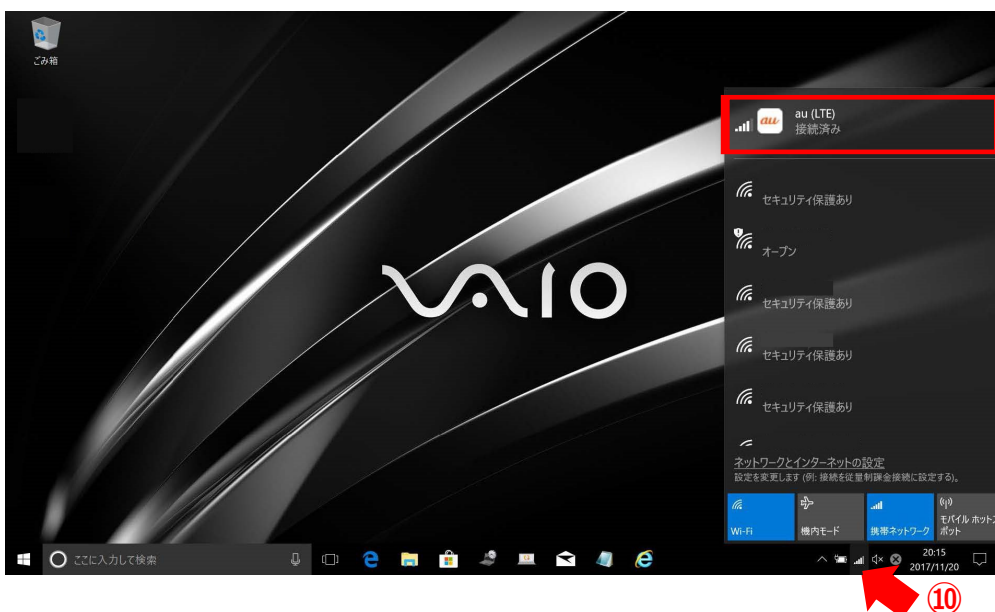 ごみ箱
au
au (LTE)
接続済み
セキュリティ保護あり
オープン
セキュリティ保護あり
セキュリティ保護あり
セキュリティ保護あり
VAIO
ネットワークとインターネットの設定
設定を変更します (例: 接続を従量制課金接続に設定する)。
Wi-Fi
機内モード
携帯ネットワーク
モバイル ホットス
ポット
ここに入力して検索
20:15
2017/11/20
⑩